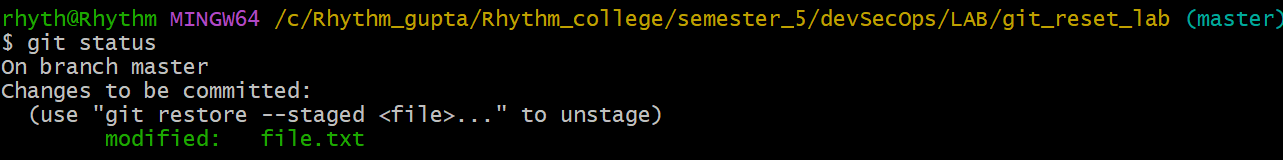 rhyth@Rhythm MINGW64 /c/Rhythm_gupta/Rhythm_college/semester_5/devSecOps/LAB/git_reset_lab (master)
$ git status
On branch master
Changes to be committed:
  (use "git restore --staged <file>..." to unstage)
        modified:   file.txt